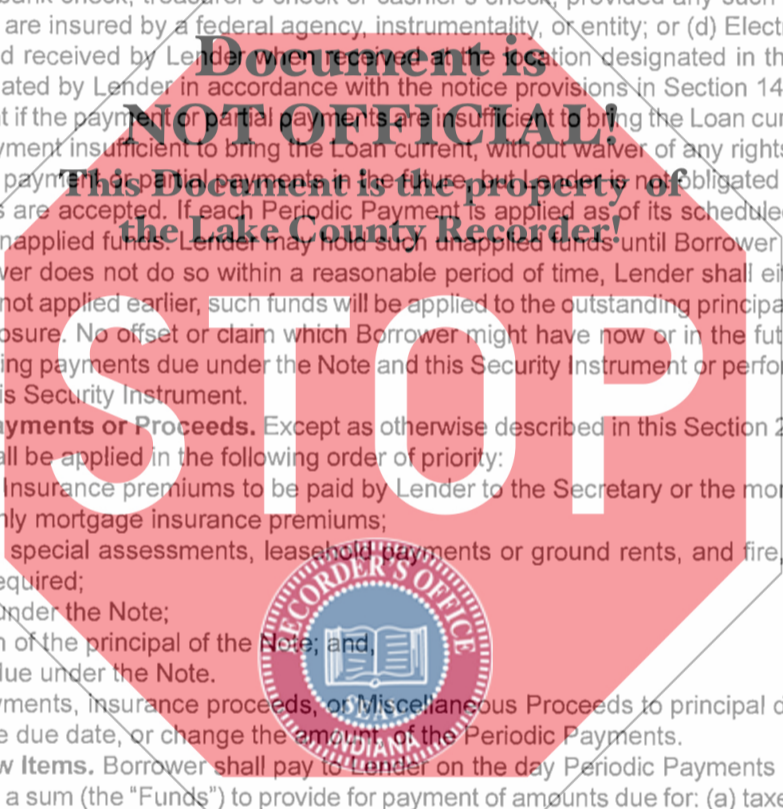 bank check, treasurer's check or cashier's check, provided any such
are insured by a federal agency, instrumentality, or entity; or (d) Elect
d received by Lender when received at the location designated in th
ated by Lender in accordance with the notice provisions in Section 14
t if the payment or partial payments are insufficient to bring the Loan cur
yment insufficient to bring the Loan current, without waiver of any rights
payment or partial payments in the future, but Lender is not obligated
s are accepted. If each Periodic Payment is applied as of its schedule
napplied funds. Lender may hold such unapplied funds until Borrower
ver does not do so within a reasonable period of time, Lender shall ei
not applied earlier, such funds will be applied to the outstanding principa
osure. No offset or claim which Borrower might have now or in the fut
ing payments due under the Note and this Security Instrument or perfor
is Security Instrument.
ayments or Proceeds. Except as otherwise described in this Section 2
all be applied in the following order of priority:
Insurance premiums to be paid by Lender to the Secretary or the mor
hly mortgage insurance premiums;
special assessments, leasehold payments or ground rents, and fire,
equired;
under the Note;
n of the principal of the Note; and,
due under the Note.
yments, insurance proceeds, or Miscellaneous Proceeds to principal d
e due date, or change the amount, of the Periodic Payments.
w Items. Borrower shall pay to Lender on the day Periodic Payments
a sum (the “Funds”) to provide for payment of amounts due for: (a) tax
Document is
NOT OFFICIAL!
This Document is the property of
the Lake County Recorder!
STOP
RECORDER'S OFFICE
SEAL
INDIANA